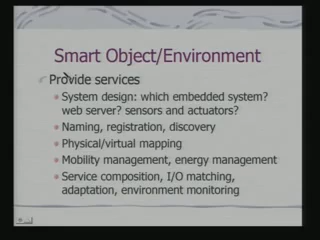 Smart Object/Environment
Provide services
System design: which embedded system?
web server? sensors and actuators?
Naming, registration, discovery
Physical/virtual mapping
Mobility management, energy management
Service composition, I/O matching,
adaptation, environment monitoring